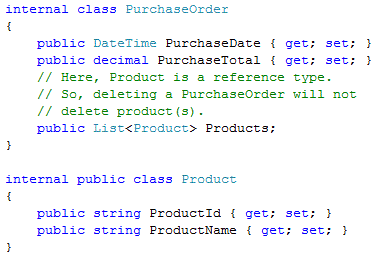 internal class PurchaseOrder
{
    public DateTime PurchaseDate { get; set; }
    public decimal PurchaseTotal { get; set; }
    // Here, Product is a reference type.
    // So, deleting a PurchaseOrder will not
    // delete product(s).
    public List<Product> Products;
}

internal public class Product
{
    public string ProductId { get; set; }
    public string ProductName { get; set; }
}